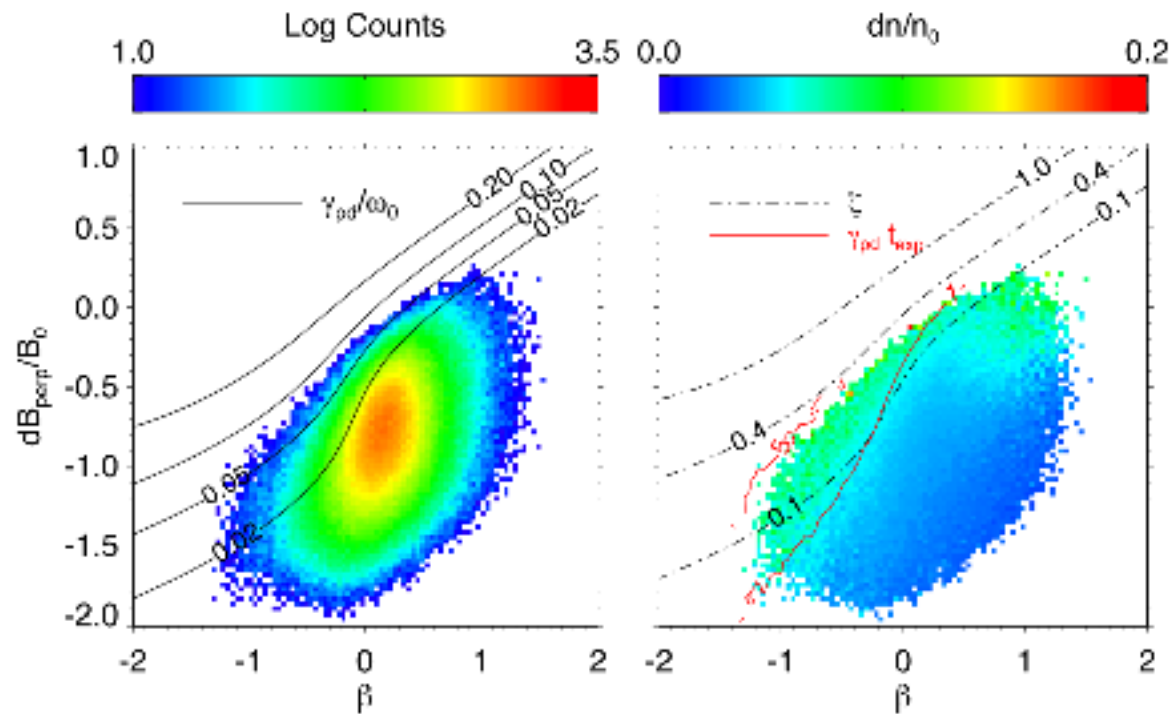 Log Counts
1.0 3.5
dn/n₀
0.0 0.2
γpd/ω₀
0.20
0.10
0.05
0.02
0.05
0.02
1.0
0.5
0.0
-0.5
-1.0
-1.5
-2.0
dBperp/B₀
-2 -1 0 1 2
β
ζ
γpd texp
1.0
0.4
0.1
0.4
0.1
-2 -1 0 1 2
β